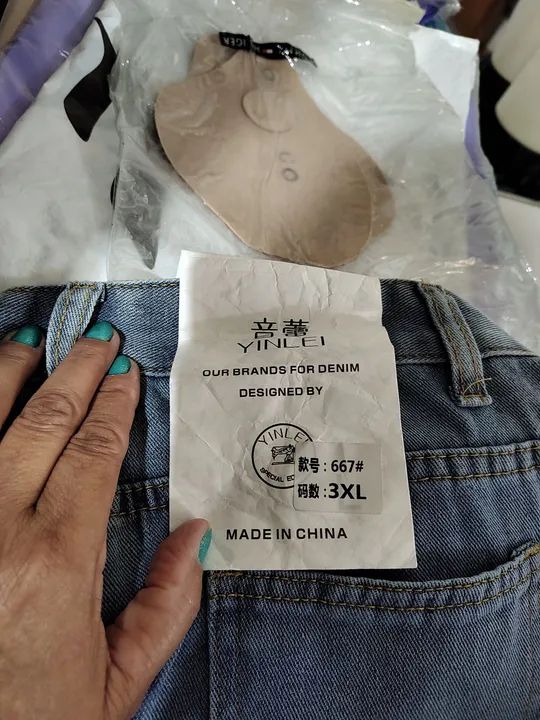 音蕾
YINLEI
OUR BRANDS FOR DENIM
DESIGNED BY
YINLEI
款号：667#
码数：3XL
MADE IN CHINA